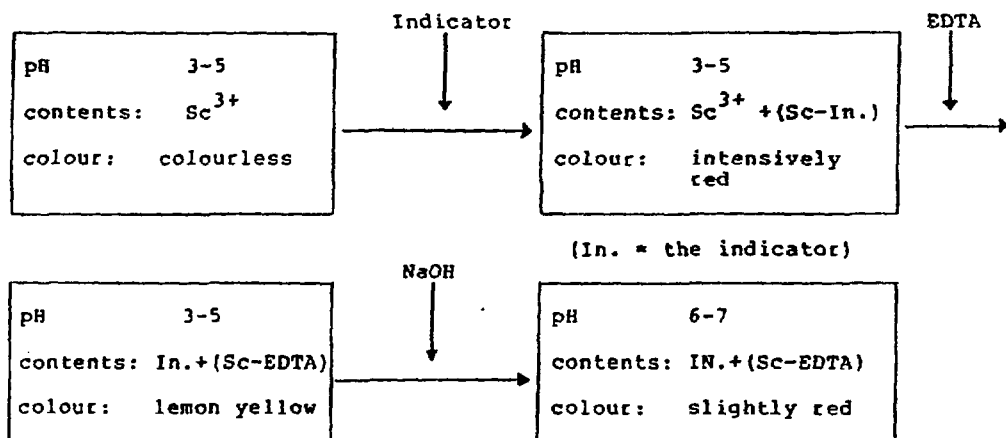 Indicator
EDTA
pH 3-5
contents: Sc3+
colour: colourless
pH 3-5
contents: Sc3+ +(Sc-In.)
colour: intensively
red
(In. * the indicator)
NaOH
pH 3-5
contents: In.+(Sc-EDTA)
colour: lemon yellow
pH 6-7
contents: IN.+(Sc-EDTA)
colour: slightly red